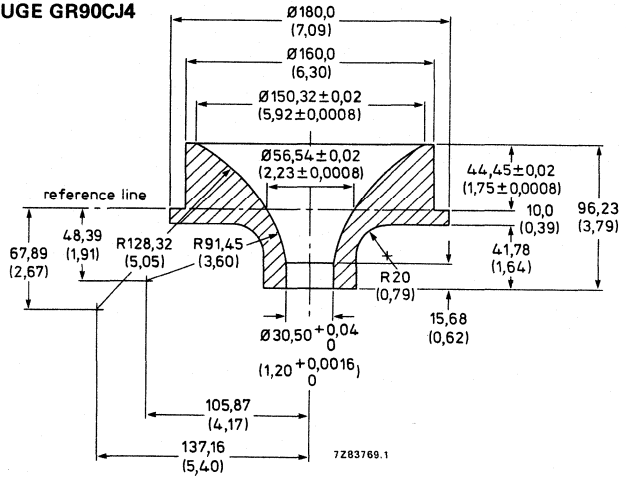 UGE GR90CJ4
Ø180,0
(7,09)
Ø160,0
(6,30)
Ø150,32±0,02
(5,92±0,0008)
Ø56,54±0,02
(2,23±0,0008)
44,45±0,02
(1,75±0,0008)
reference line
10,0
(0,39)
96,23
(3,79)
67,89
(2,67)
48,39
(1,91)
R128,32
(5,05)
R91,45
(3,60)
R20
(0,79)
41,78
(1,64)
15,68
(0,62)
Ø30,50 +0,04
0
(1,20 +0,0016)
0
105,87
(4,17)
137,16
(5,40)
7Z83769.1